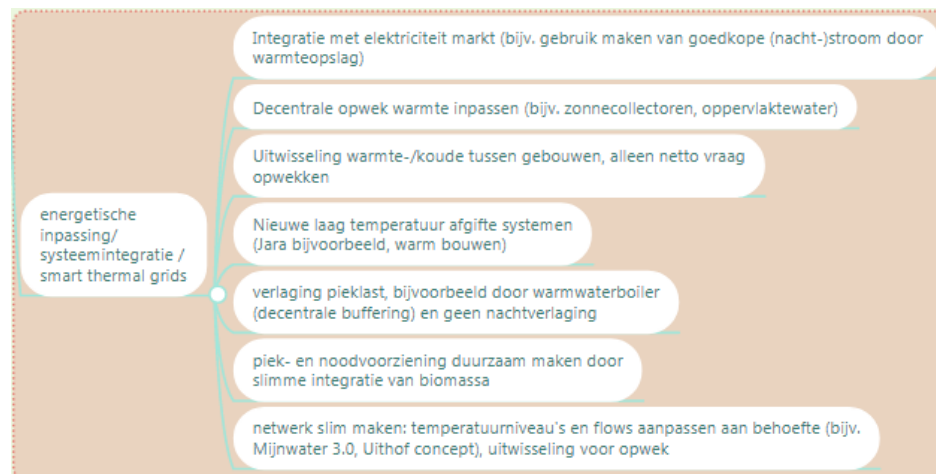 energetische
inpassing/
systeemintegratie /
smart thermal grids
Integratie met elektriciteit markt (bijv. gebruik maken van goedkope (nacht-)stroom door
warmteopslag)
Decentrale opwek warmte inpassen (bijv. zonnecollectoren, oppervlaktewater)
Uitwisseling warmte-/koude tussen gebouwen, alleen netto vraag
opwekken
Nieuwe laag temperatuur afgifte systemen
(Jara bijvoorbeeld, warm bouwen)
verlaging pieklast, bijvoorbeeld door warmwaterboiler
(decentrale buffering) en geen nachtverlaging
piek- en noodvoorziening duurzaam maken door
slimme integratie van biomassa
netwerk slim maken: temperatuurniveau's en flows aanpassen aan behoefte (bijv.
Mijnwater 3.0, Uithof concept), uitwisseling voor opwek